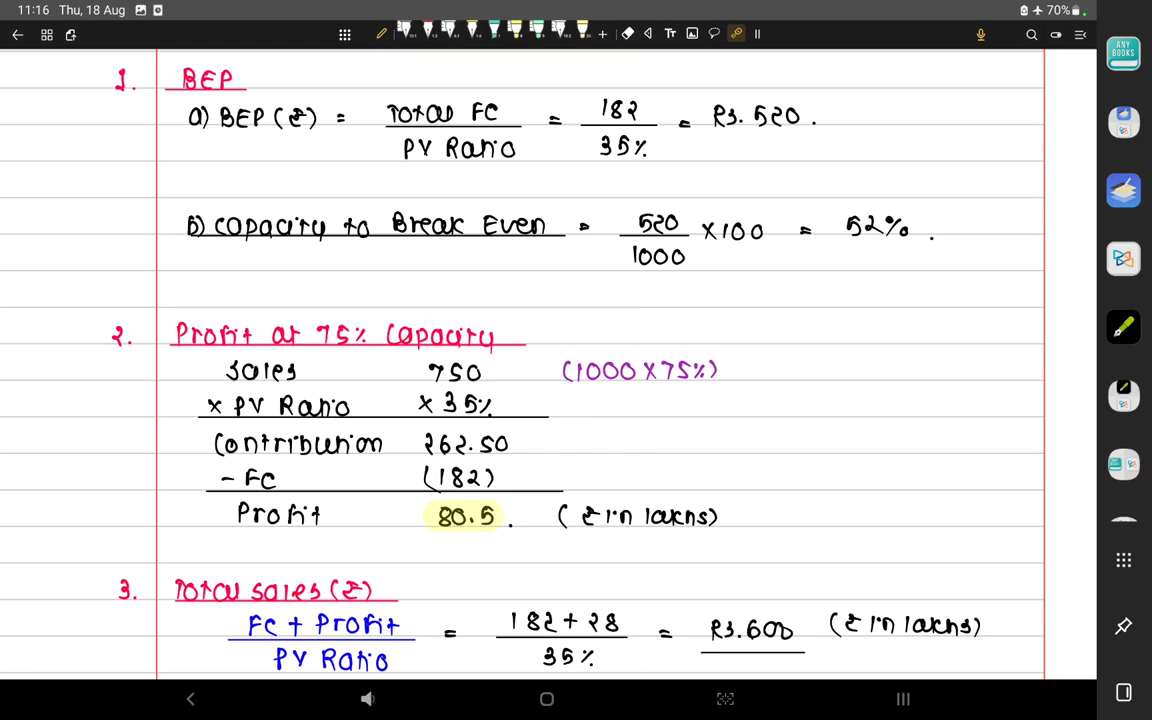 11:16 Thu, 18 Aug 70%
Tr
ANY BOOKS
1. BEP
a) BEP (₹) = Total FC / PV Ratio = 182 / 35% = Rs. 520.
b) Capacity to Break Even = 520 / 1000 × 100 = 52%.
2. Profit at 75% Capacity
Sales 750 (1000 × 75%)
× PV Ratio × 35%
Contribution 262.50
- FC (182)
Profit 80.5. (₹ in lakhs)
3. Total Sales (₹)
FC + Profit / PV Ratio = 182 + 28 / 35% = Rs. 600 (₹ in lakhs)